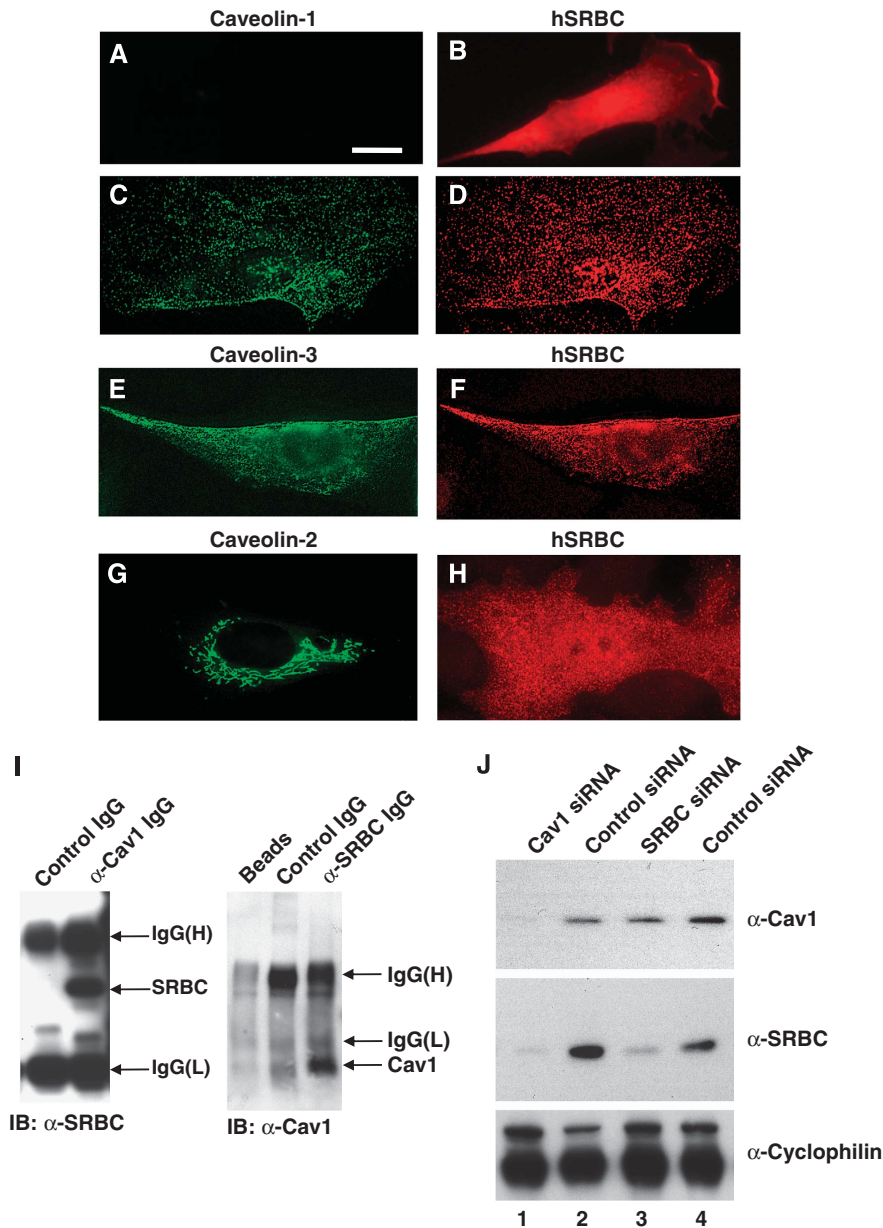 Caveolin-1 hSRBC
A B
C D
Caveolin-3 hSRBC
E F
Caveolin-2 hSRBC
G H
I
Control IgG
α-Cav1 IgG
IgG(H)
SRBC
IgG(L)
IB: α-SRBC
Beads
Control IgG
α-SRBC IgG
IgG(H)
IgG(L)
Cav1
IB: α-Cav1
J
Cav1 siRNA
Control siRNA
SRBC siRNA
Control siRNA
α-Cav1
α-SRBC
α-Cyclophilin
1 2 3 4